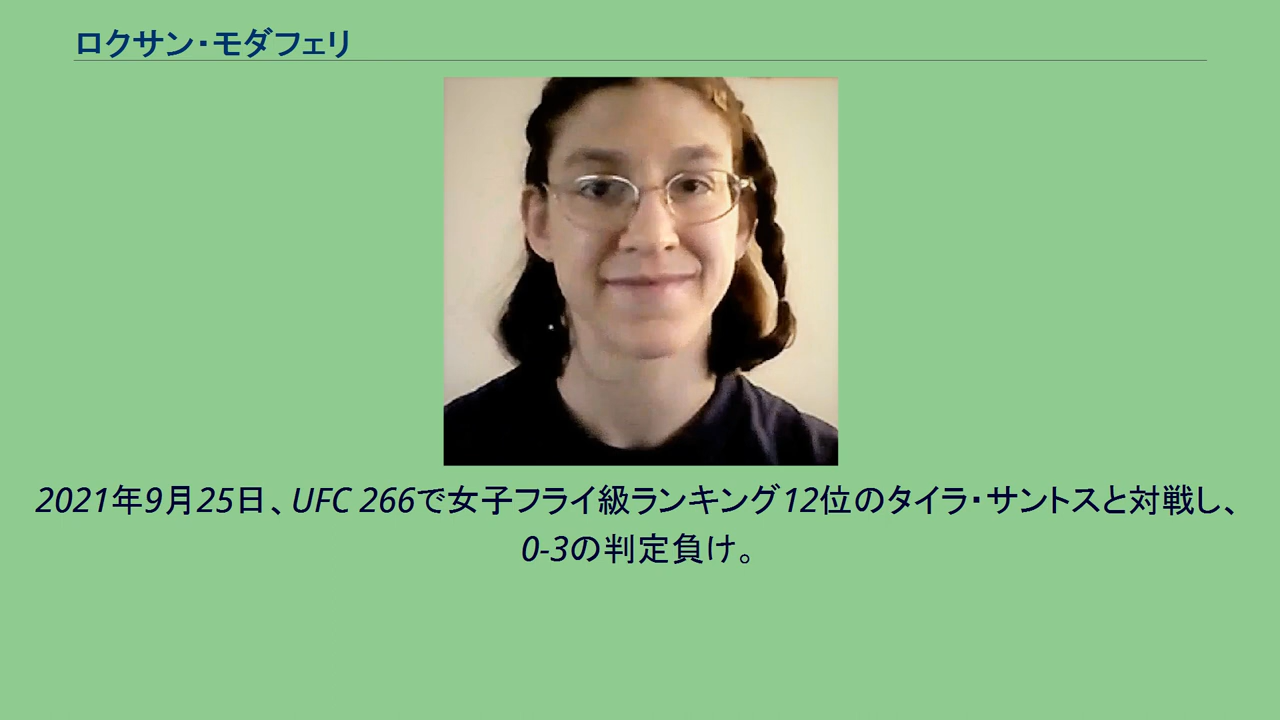 ロクサン・モダフェリ
2021年9月25日、UFC 266で女子フライ級ランキング12位のタイラ・サントスと対戦し、
0-3の判定負け。